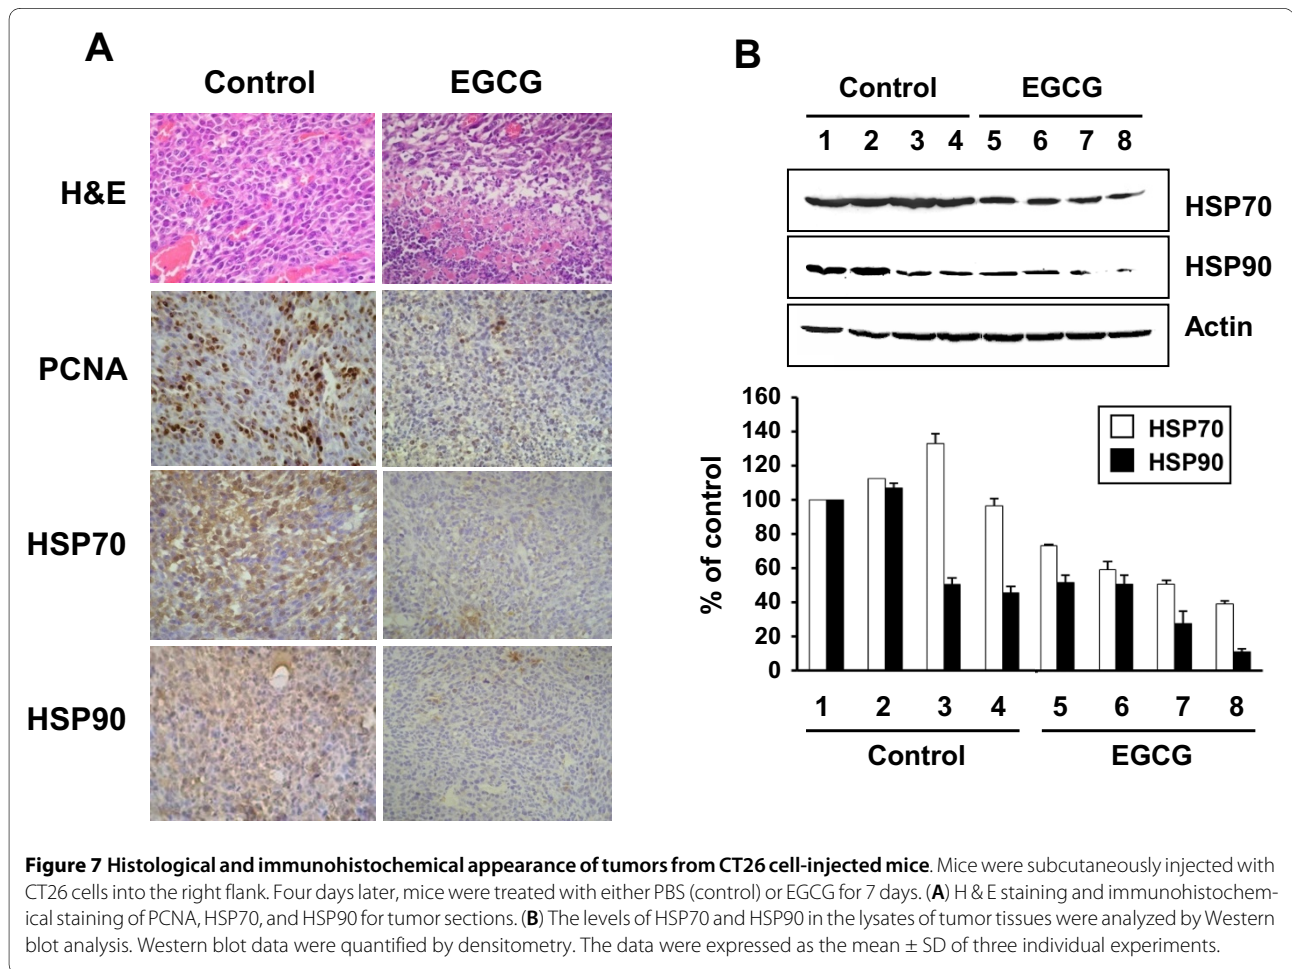 A
Control EGCG
H&E
PCNA
HSP70
HSP90
B
Control EGCG
1 2 3 4 5 6 7 8
HSP70
HSP90
Actin
160
140
120
100
80
60
40
20
0
% of control
HSP70
HSP90
1 2 3 4 5 6 7 8
Control EGCG
Figure 7 Histological and immunohistochemical appearance of tumors from CT26 cell-injected mice. Mice were subcutaneously injected with
CT26 cells into the right flank. Four days later, mice were treated with either PBS (control) or EGCG for 7 days. (A) H & E staining and immunohistochem-
ical staining of PCNA, HSP70, and HSP90 for tumor sections. (B) The levels of HSP70 and HSP90 in the lysates of tumor tissues were analyzed by Western
blot analysis. Western blot data were quantified by densitometry. The data were expressed as the mean ± SD of three individual experiments.